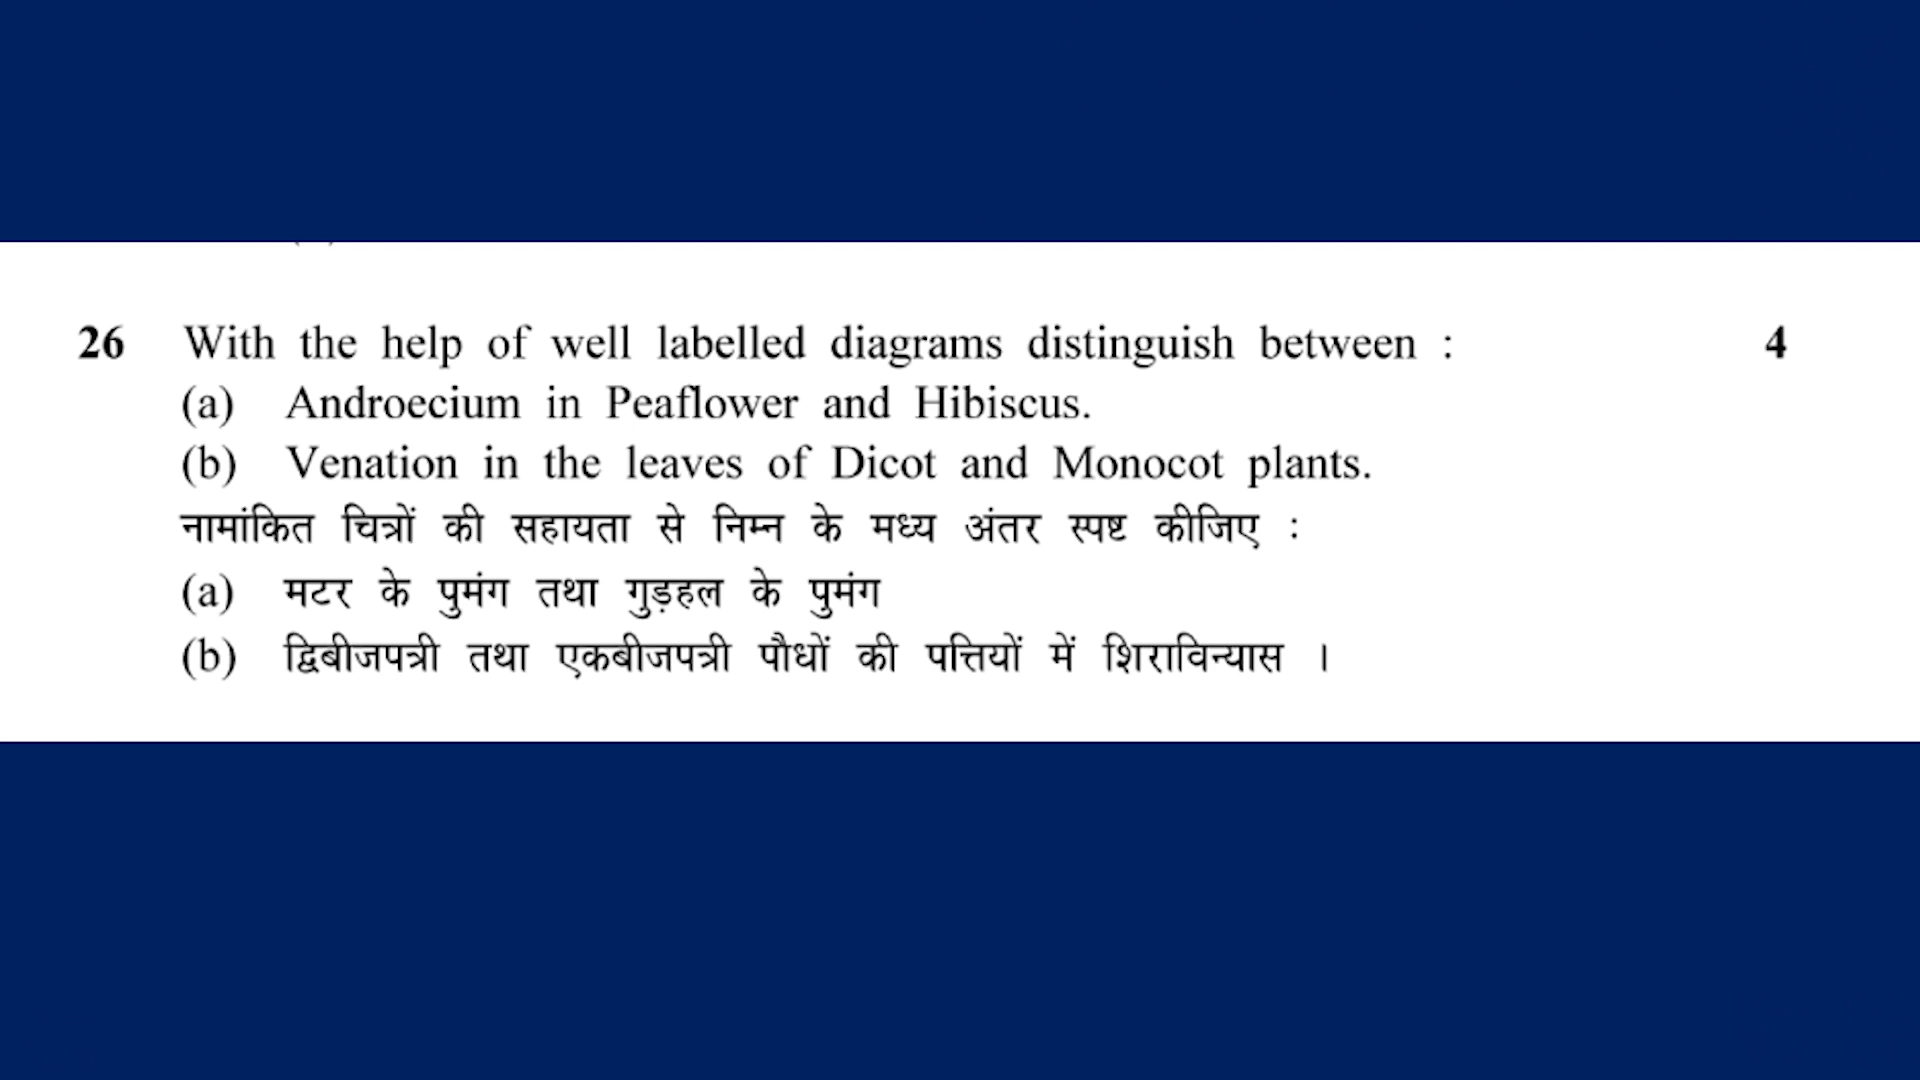 26 With the help of well labelled diagrams distinguish between : 4
(a) Androecium in Peaflower and Hibiscus.
(b) Venation in the leaves of Dicot and Monocot plants.
नामांकित चित्रों की सहायता से निम्न के मध्य अंतर स्पष्ट कीजिए :
(a) मटर के पुमंग तथा गुड़हल के पुमंग
(b) द्विबीजपत्री तथा एकबीजपत्री पौधों की पत्तियों में शिराविन्यास ।